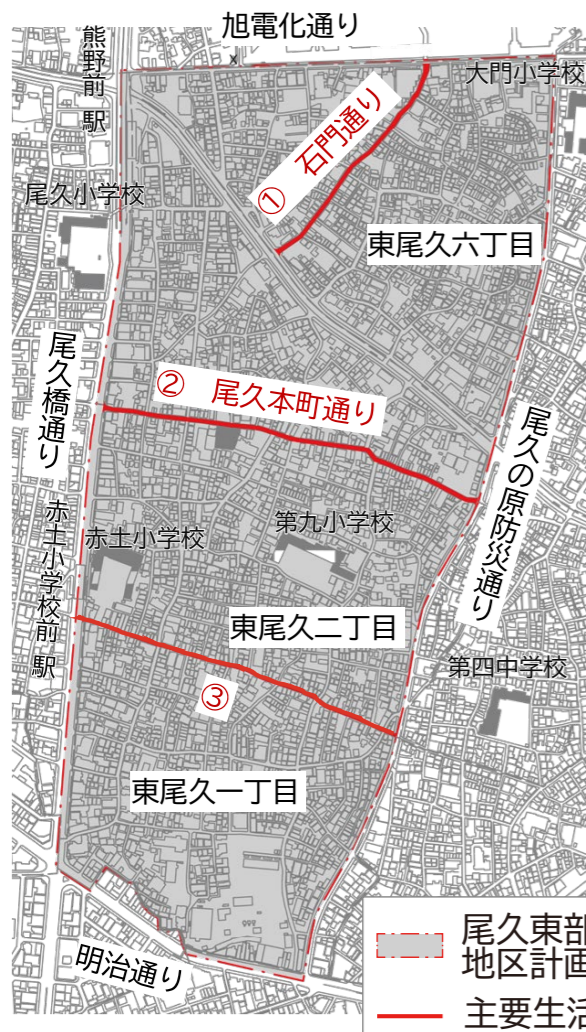 旭電化通り
熊野前 駅
大門小学校
① 石門通り
尾久小学校
東尾久六丁目
尾久橋通り
② 尾久本町通り
尾久の原防災通り
赤土小学校前 駅
赤土小学校
第九小学校
東尾久二丁目
第四中学校
③
東尾久一丁目
明治通り
尾久東部
地区計画
主要生活